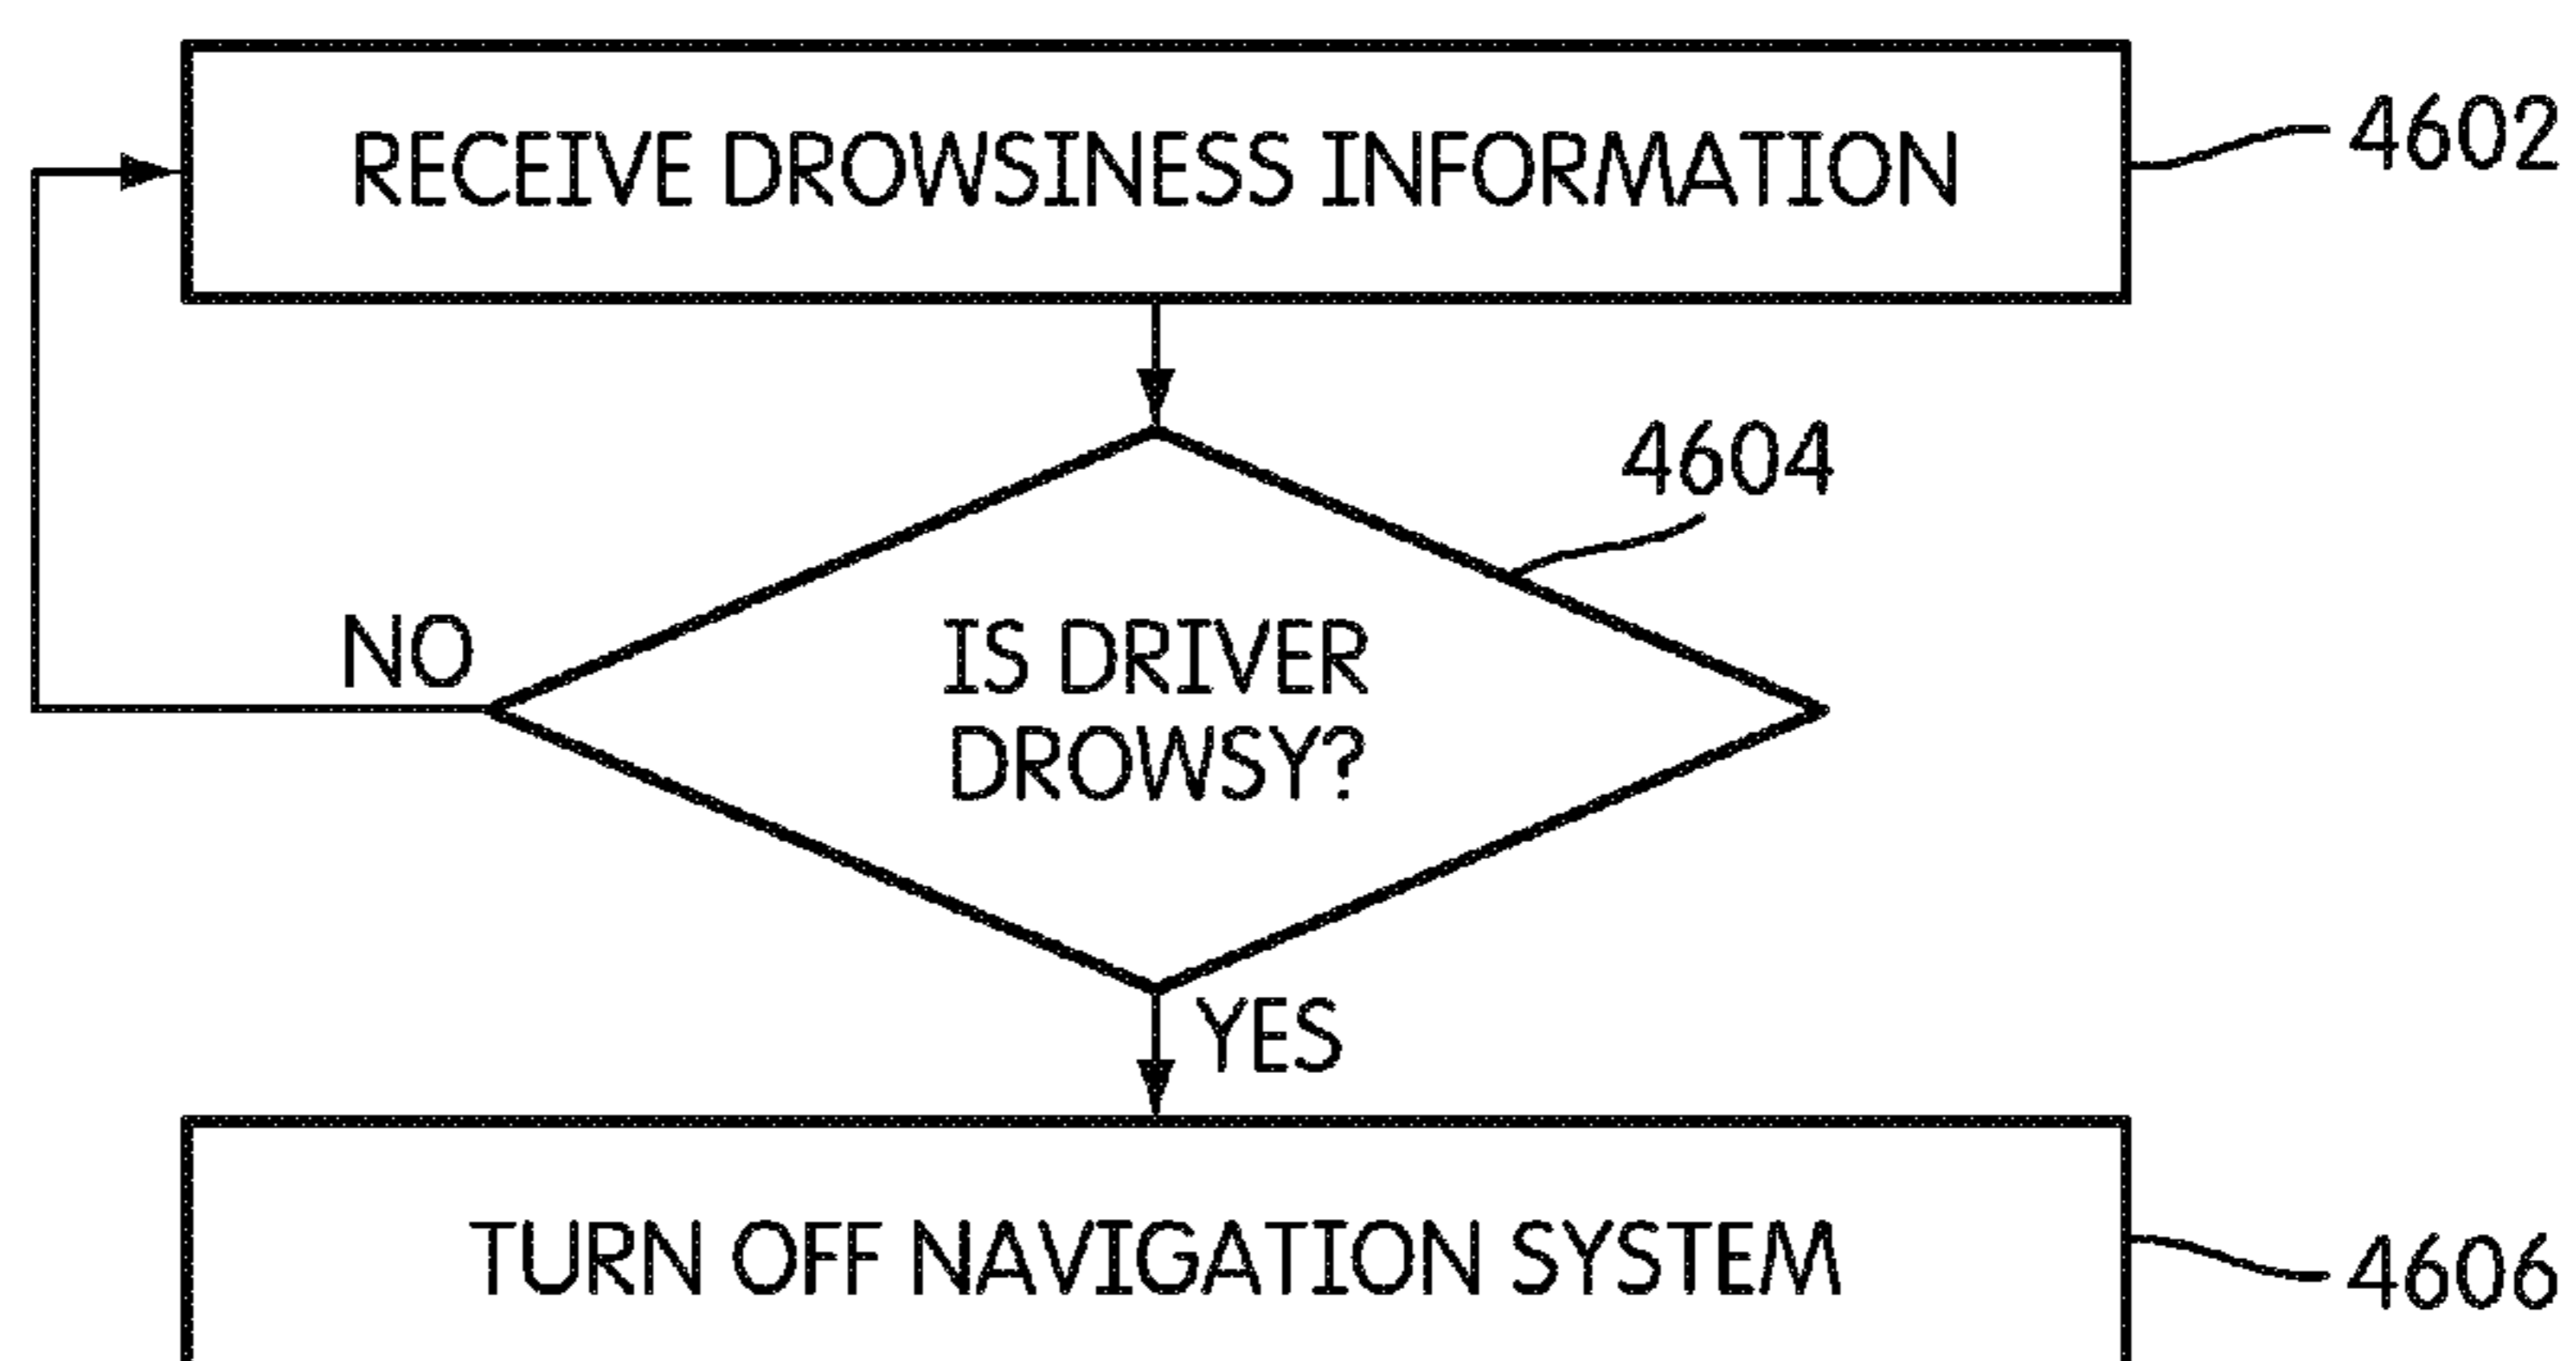 RECEIVE DROWSINESS INFORMATION
4602
4604
NO
IS DRIVER
DROWSY?
YES
TURN OFF NAVIGATION SYSTEM
4606